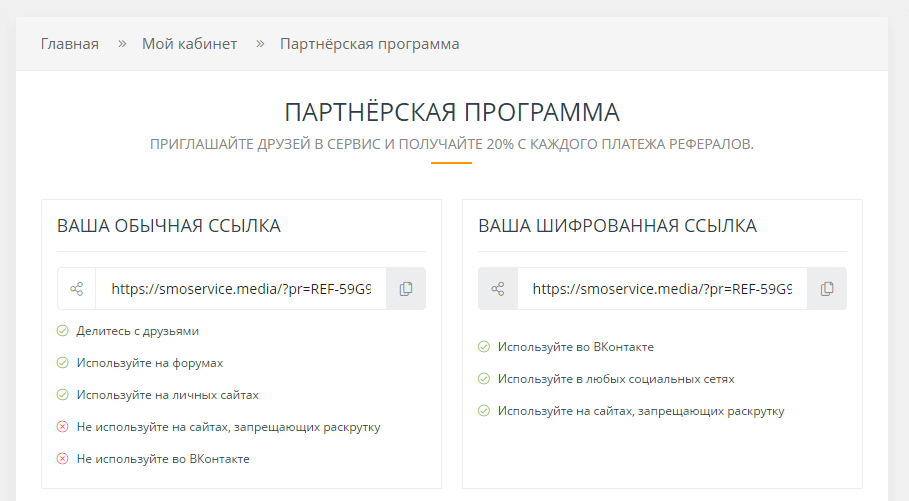 Главная » Мой кабинет » Партнёрская программа
ПАРТНЁРСКАЯ ПРОГРАММА
ПРИГЛАШАЙТЕ ДРУЗЕЙ В СЕРВИС И ПОЛУЧАЙТЕ 20% С КАЖДОГО ПЛАТЕЖА РЕФЕРАЛОВ.
ВАША ОБЫЧНАЯ ССЫЛКА
https://smoservice.media/?pr=REF-59G9
Делитесь с друзьями
Используйте на форумах
Используйте на личных сайтах
Не используйте на сайтах, запрещающих раскрутку
Не используйте во ВКонтакте
ВАША ШИФРОВАННАЯ ССЫЛКА
https://smoservice.media/?pr=REF-59G9
Используйте во ВКонтакте
Используйте в любых социальных сетях
Используйте на сайтах, запрещающих раскрутку